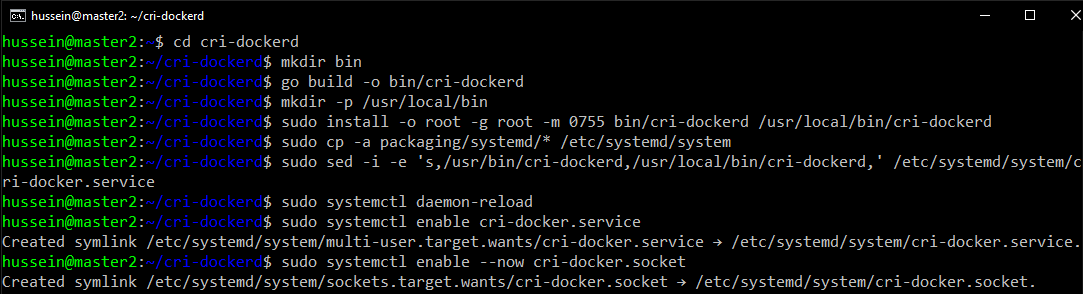 hussein@master2: ~/cri-dockerd
hussein@master2:~$ cd cri-dockerd
hussein@master2:~/cri-dockerd$ mkdir bin
hussein@master2:~/cri-dockerd$ go build -o bin/cri-dockerd
hussein@master2:~/cri-dockerd$ mkdir -p /usr/local/bin
hussein@master2:~/cri-dockerd$ sudo install -o root -g root -m 0755 bin/cri-dockerd /usr/local/bin/cri-dockerd
hussein@master2:~/cri-dockerd$ sudo cp -a packaging/systemd/* /etc/systemd/system
hussein@master2:~/cri-dockerd$ sudo sed -i -e 's,/usr/bin/cri-dockerd,/usr/local/bin/cri-dockerd,' /etc/systemd/system/c
ri-docker.service
hussein@master2:~/cri-dockerd$ sudo systemctl daemon-reload
hussein@master2:~/cri-dockerd$ sudo systemctl enable cri-docker.service
Created symlink /etc/systemd/system/multi-user.target.wants/cri-docker.service → /etc/systemd/system/cri-docker.service.
hussein@master2:~/cri-dockerd$ sudo systemctl enable --now cri-docker.socket
Created symlink /etc/systemd/system/sockets.target.wants/cri-docker.socket → /etc/systemd/system/cri-docker.socket.